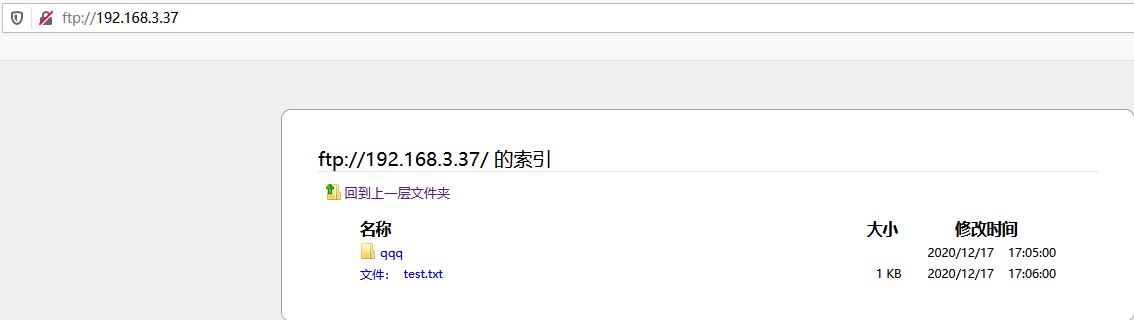 ftp://192.168.3.37
ftp://192.168.3.37/ 的索引
回到上一层文件夹
名称 大小 修改时间
qqq 2020/12/17 17:05:00
文件： test.txt 1 KB 2020/12/17 17:06:00